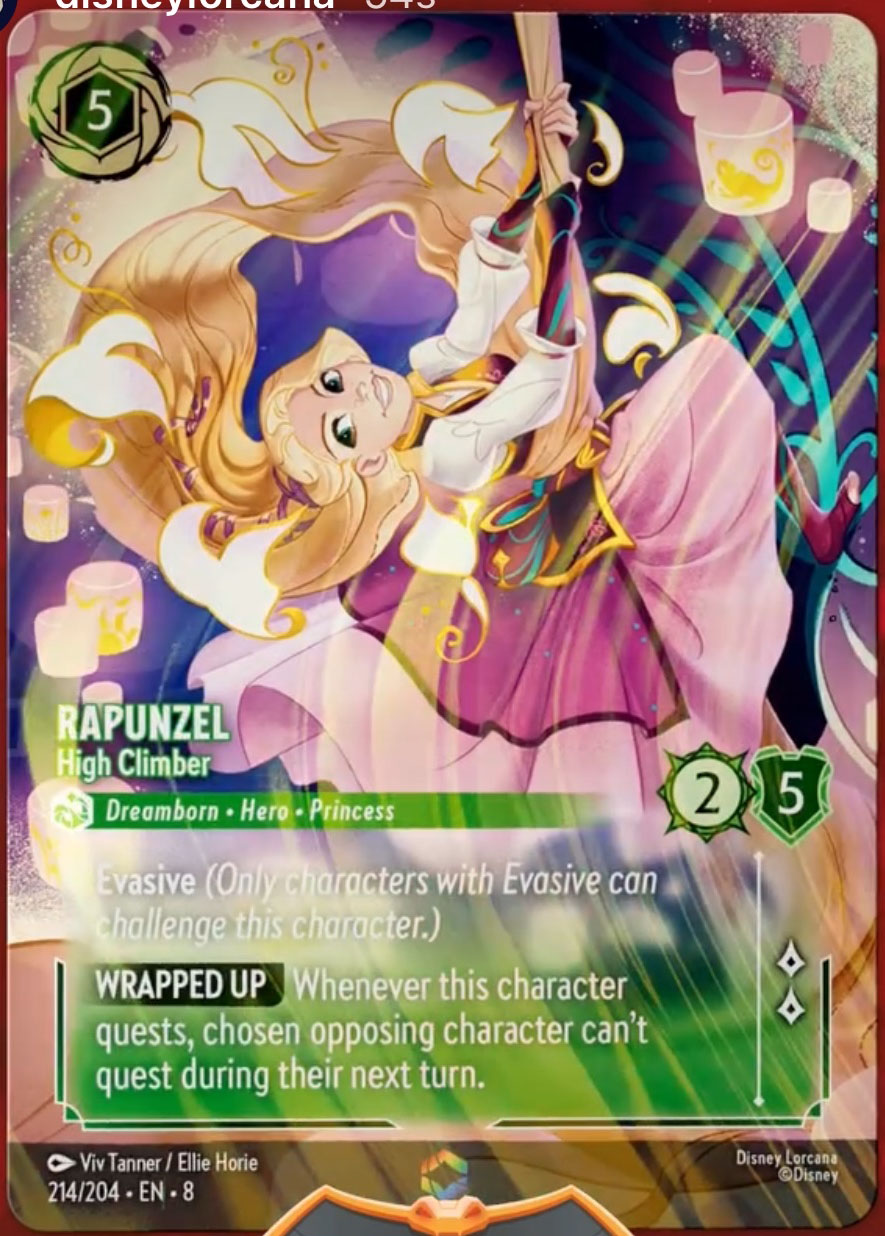 disneylorcana 54s
5
RAPUNZEL
High Climber
Dreamborn • Hero • Princess
2 5
Evasive (Only characters with Evasive can
challenge this character.)
WRAPPED UP Whenever this character
quests, chosen opposing character can't
quest during their next turn.
Viv Tanner / Ellie Horie
214/204 • EN • 8
Disney Lorcana
©Disney